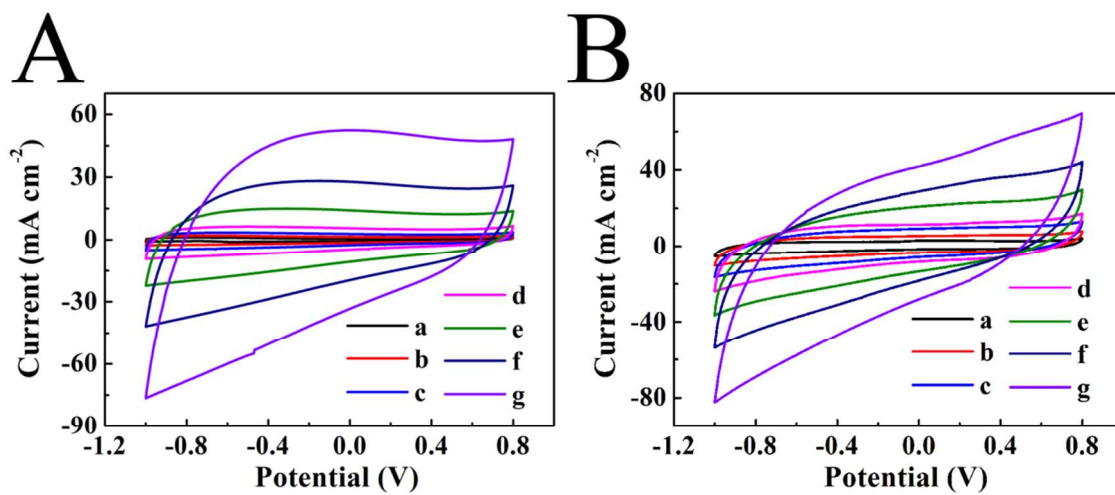 A
B
Current (mA cm⁻²)
60
30
0
-30
-60
-90
-1.2 -0.8 -0.4 0.0 0.4 0.8
Potential (V)
a
b
c
d
e
f
g
Current (mA cm⁻²)
80
40
0
-40
-80
-1.2 -0.8 -0.4 0.0 0.4 0.8
Potential (V)
a
b
c
d
e
f
g